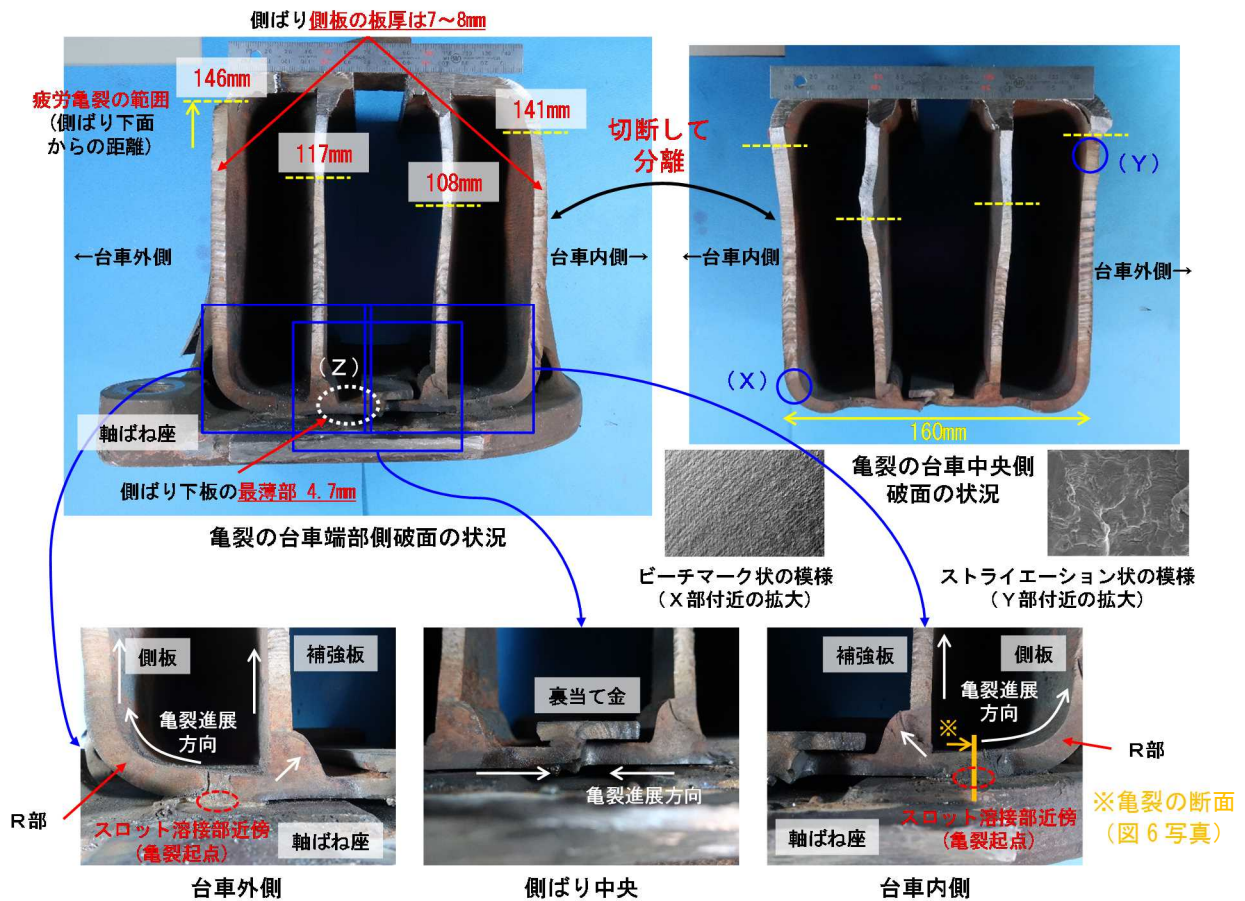 側ばり側板の板厚は7～8mm
146mm
疲労亀裂の範囲
(側ばり下面
からの距離)
117mm
108mm
141mm
切断して
分離
(Y)
←台車外側
台車内側→
←台車内側
台車外側→
(Z)
(X)
160mm
軸ばね座
側ばり下板の最薄部 4.7mm
亀裂の台車端部側破面の状況
亀裂の台車中央側
破面の状況
ビーチマーク状の模様
(X部付近の拡大)
ストライエーション状の模様
(Y部付近の拡大)
側板
補強板
亀裂進展
方向
R部
スロット溶接部近傍
(亀裂起点)
軸ばね座
台車外側
裏当て金
亀裂進展方向
側ばり中央
補強板
側板
亀裂進展
方向
※
R部
スロット溶接部近傍
(亀裂起点)
軸ばね座
台車内側
※亀裂の断面
(図6写真)